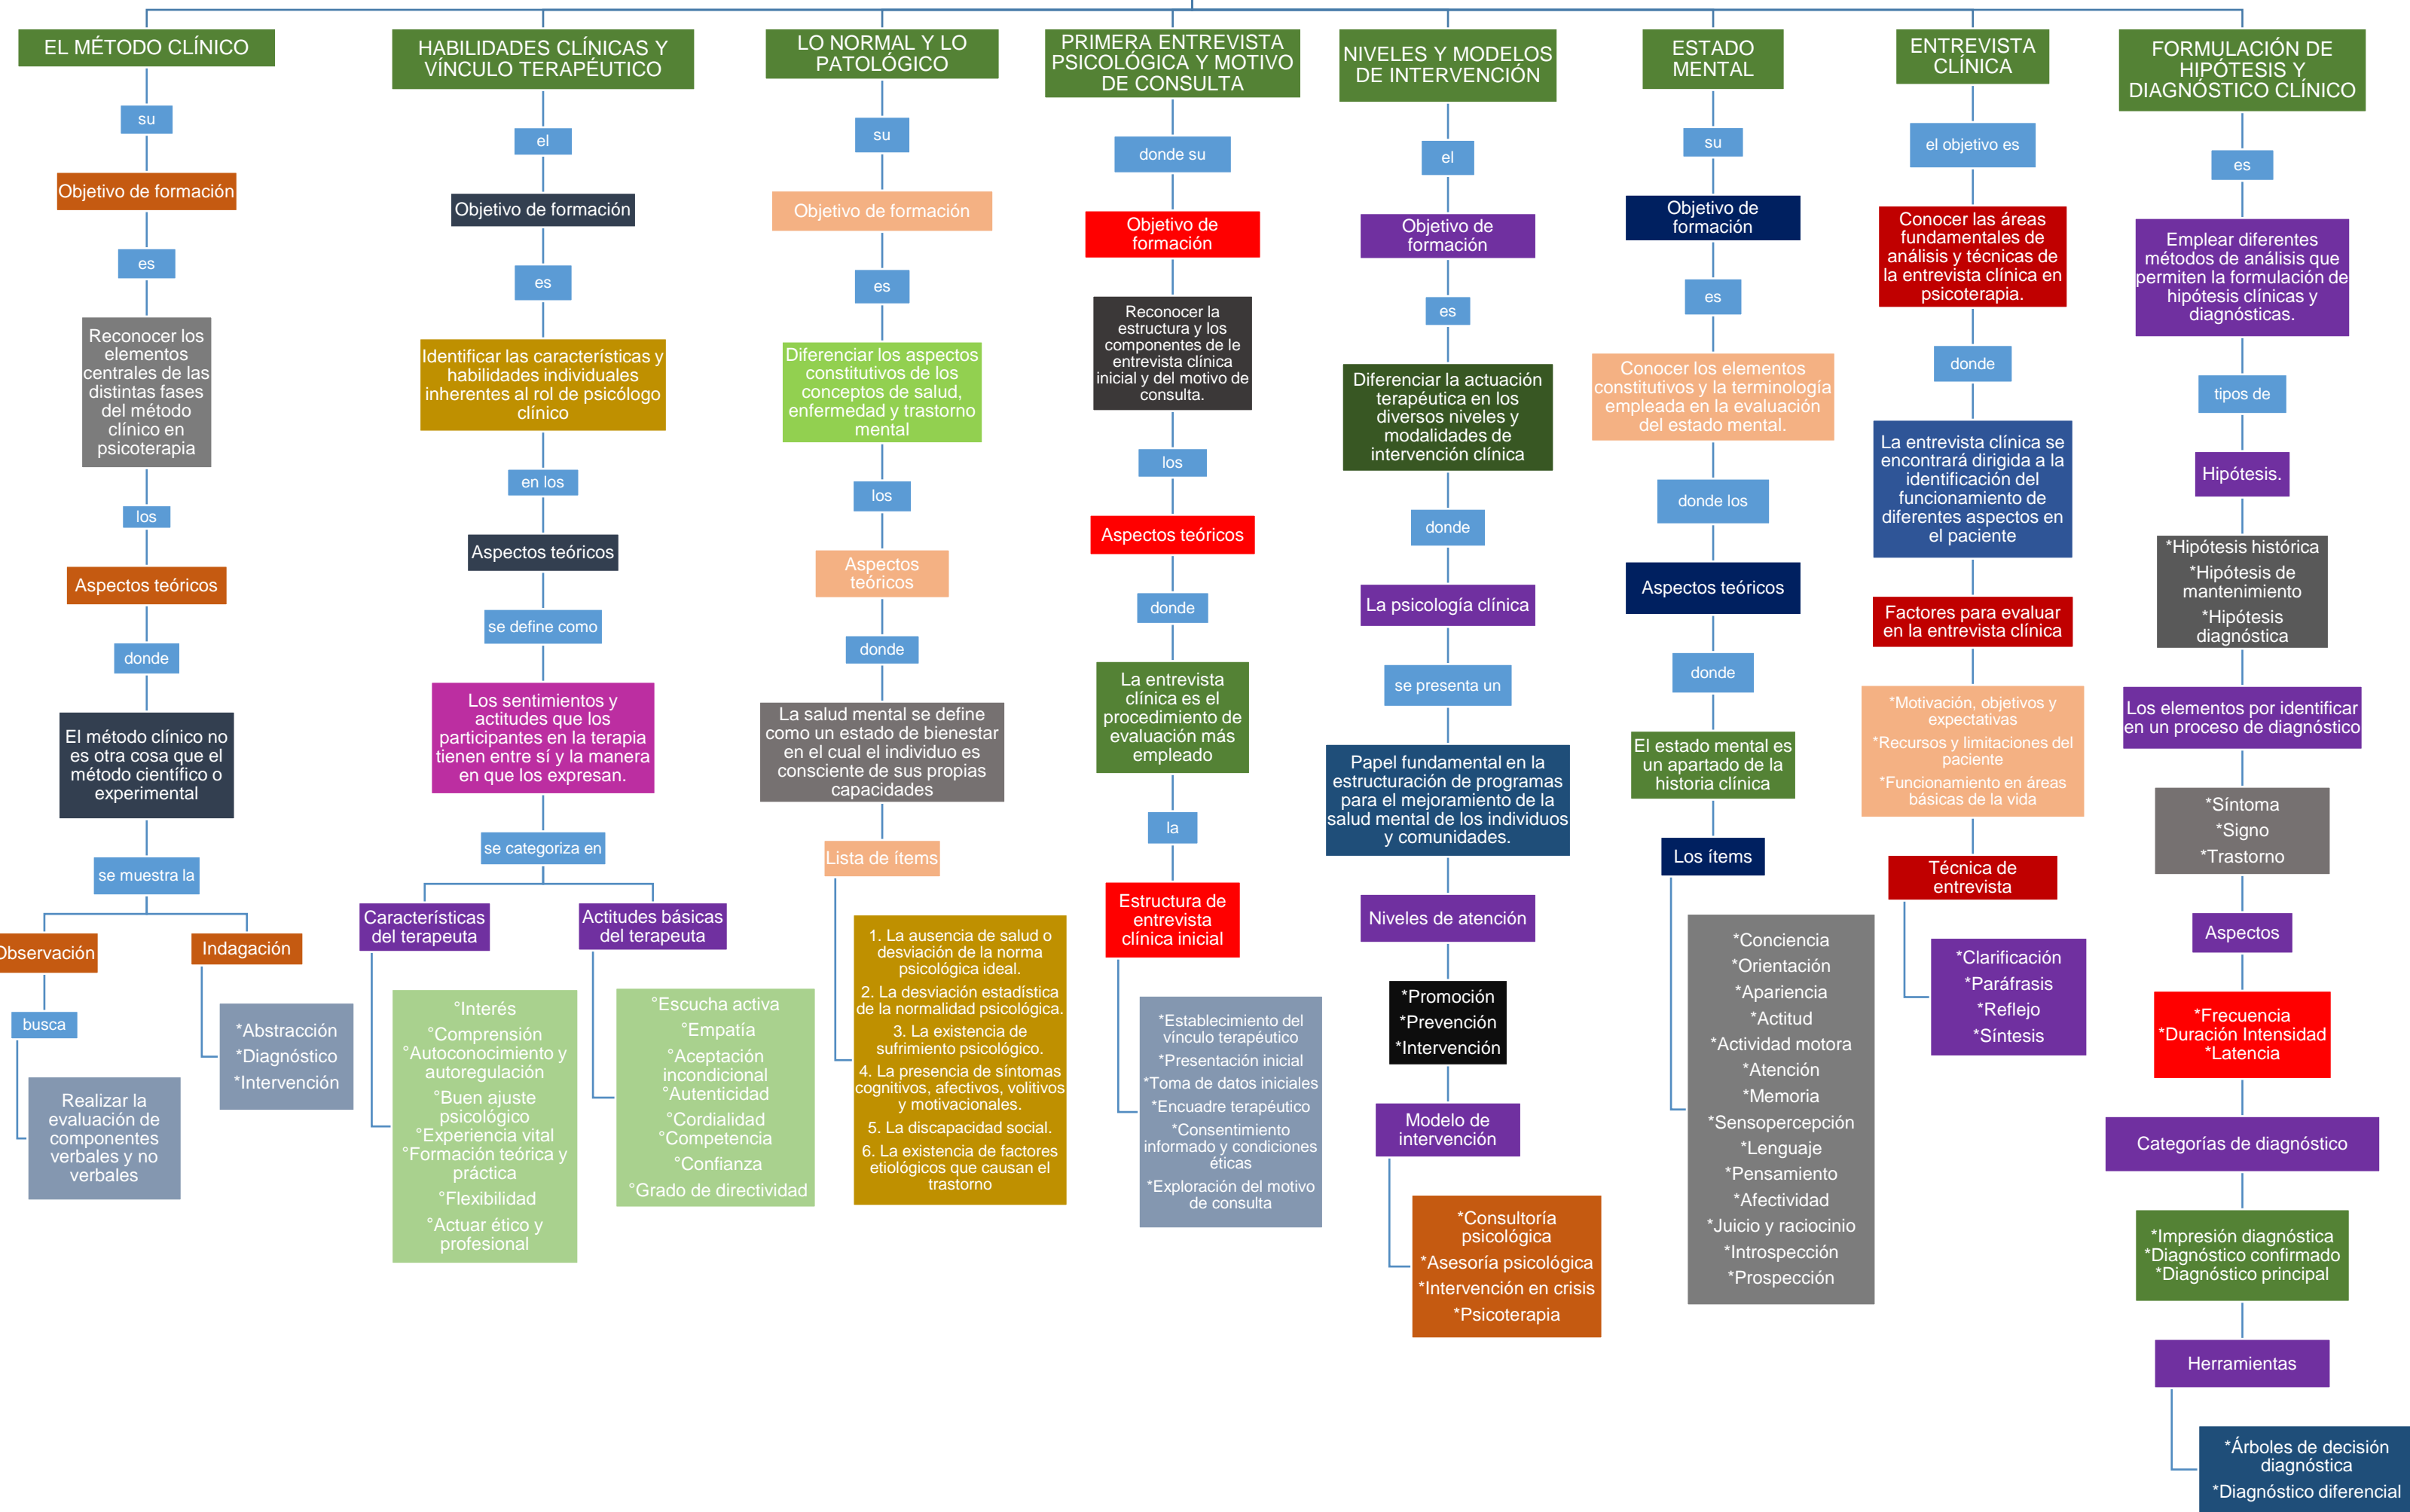 EL MÉTODO CLÍNICO
su
Objetivo de formación
es
Reconocer los
elementos
centrales de las
distintas fases
del método
clínico en
psicoterapia
los
Aspectos teóricos
donde
El método clínico no
es otra cosa que el
método científico o
experimental
se muestra la
Observación
busca
Realizar la
evaluación de
componentes
verbales y no
verbales
Indagación
*Abstracción
*Diagnóstico
*Intervención
HABILIDADES CLÍNICAS Y
VÍNCULO TERAPÉUTICO
el
Objetivo de formación
es
Identificar las características y
habilidades individuales
inherentes al rol de psicólogo
clínico
en los
Aspectos teóricos
se define como
Los sentimientos y
actitudes que los
participantes en la terapia
tienen entre sí y la manera
en que los expresan.
se categoriza en
Características
del terapeuta
°Interés
°Comprensión
°Autoconocimiento y
autoregulación
°Buen ajuste
psicológico
°Experiencia vital
°Formación teórica y
práctica
°Flexibilidad
°Actuar ético y
profesional
Actitudes básicas
del terapeuta
°Escucha activa
°Empatía
°Aceptación
incondicional
°Autenticidad
°Cordialidad
°Competencia
°Confianza
°Grado de directividad
LO NORMAL Y LO
PATOLÓGICO
su
Objetivo de formación
es
Diferenciar los aspectos
constitutivos de los
conceptos de salud,
enfermedad y trastorno
mental
los
Aspectos
teóricos
donde
La salud mental se define
como un estado de bienestar
en el cual el individuo es
consciente de sus propias
capacidades
Lista de ítems
1. La ausencia de salud o
desviación de la norma
psicológica ideal.
2. La desviación estadística
de la normalidad psicológica.
3. La existencia de
sufrimiento psicológico.
4. La presencia de síntomas
cognitivos, afectivos, volitivos
y motivacionales.
5. La discapacidad social.
6. La existencia de factores
etiológicos que causan el
trastorno
PRIMERA ENTREVISTA
PSICOLÓGICA Y MOTIVO
DE CONSULTA
donde su
Objetivo de
formación
Reconocer la
estructura y los
componentes de le
entrevista clínica
inicial y del motivo de
consulta.
los
Aspectos teóricos
donde
La entrevista
clínica es el
procedimiento de
evaluación más
empleado
la
Estructura de
entrevista
clínica inicial
*Establecimiento del
vínculo terapéutico
*Presentación inicial
*Toma de datos iniciales
*Encuadre terapéutico
*Consentimiento
informado y condiciones
éticas
*Exploración del motivo
de consulta
NIVELES Y MODELOS
DE INTERVENCIÓN
el
Objetivo de
formación
es
Diferenciar la actuación
terapéutica en los
diversos niveles y
modalidades de
intervención clínica
donde
La psicología clínica
se presenta un
Papel fundamental en la
estructuración de programas
para el mejoramiento de la
salud mental de los individuos
y comunidades.
Niveles de atención
*Promoción
*Prevención
*Intervención
Modelo de
intervención
*Consultoría
psicológica
*Asesoría psicológica
*Intervención en crisis
*Psicoterapia
ESTADO
MENTAL
su
Objetivo de
formación
es
Conocer los elementos
constitutivos y la terminología
empleada en la evaluación
del estado mental.
donde los
Aspectos teóricos
donde
El estado mental es
un apartado de la
historia clínica
Los ítems
*Conciencia
*Orientación
*Apariencia
*Actitud
*Actividad motora
*Atención
*Memoria
*Sensopercepción
*Lenguaje
*Pensamiento
*Afectividad
*Juicio y raciocinio
*Introspección
*Prospección
ENTREVISTA
CLÍNICA
el objetivo es
Conocer las áreas
fundamentales de
análisis y técnicas de
la entrevista clínica en
psicoterapia.
donde
La entrevista clínica se
encontrará dirigida a la
identificación del
funcionamiento de
diferentes aspectos en
el paciente
Factores para evaluar
en la entrevista clínica
*Motivación, objetivos y
expectativas
*Recursos y limitaciones del
paciente
*Funcionamiento en áreas
básicas de la vida
Técnica de
entrevista
*Clarificación
*Paráfrasis
*Reflejo
*Síntesis
FORMULACIÓN DE
HIPÓTESIS Y
DIAGNÓSTICO CLÍNICO
es
Emplear diferentes
métodos de análisis que
permiten la formulación de
hipótesis clínicas y
diagnósticas.
tipos de
Hipótesis.
*Hipótesis histórica
*Hipótesis de
mantenimiento
*Hipótesis
diagnóstica
Los elementos por identificar
en un proceso de diagnóstico
*Síntoma
*Signo
*Trastorno
Aspectos
*Frecuencia
*Duración Intensidad
*Latencia
Categorías de diagnóstico
*Impresión diagnóstica
*Diagnóstico confirmado
*Diagnóstico principal
Herramientas
*Árboles de decisión
diagnóstica
*Diagnóstico diferencial